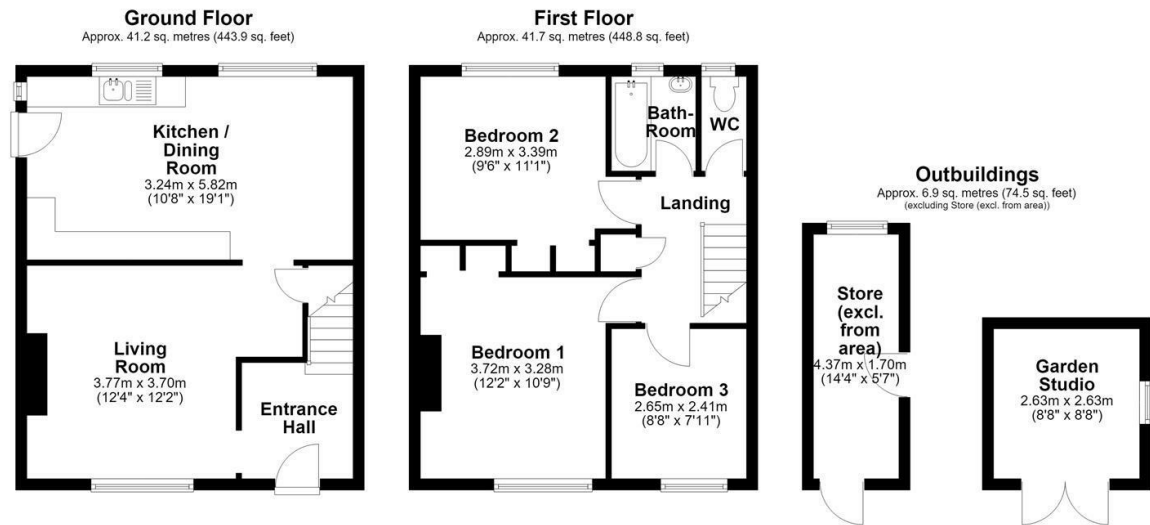 Ground Floor
Approx. 41.2 sq. metres (443.9 sq. feet)
Kitchen /
Dining
Room
3.24m x 5.82m
(10'8" x 19'1")
Living
Room
3.77m x 3.70m
(12'4" x 12'2")
Entrance
Hall
First Floor
Approx. 41.7 sq. metres (448.8 sq. feet)
Bedroom 2
2.89m x 3.39m
(9'6" x 11'1")
Bath-
Room
WC
Landing
Bedroom 1
3.72m x 3.28m
(12'2" x 10'9")
Bedroom 3
2.65m x 2.41m
(8'8" x 7'11")
Outbuildings
Approx. 6.9 sq. metres (74.5 sq. feet)
(excluding Store (excl. from area))
Store
(excl.
from
area)
4.37m x 1.70m
(14'4" x 5'7")
Garden
Studio
2.63m x 2.63m
(8'8" x 8'8")